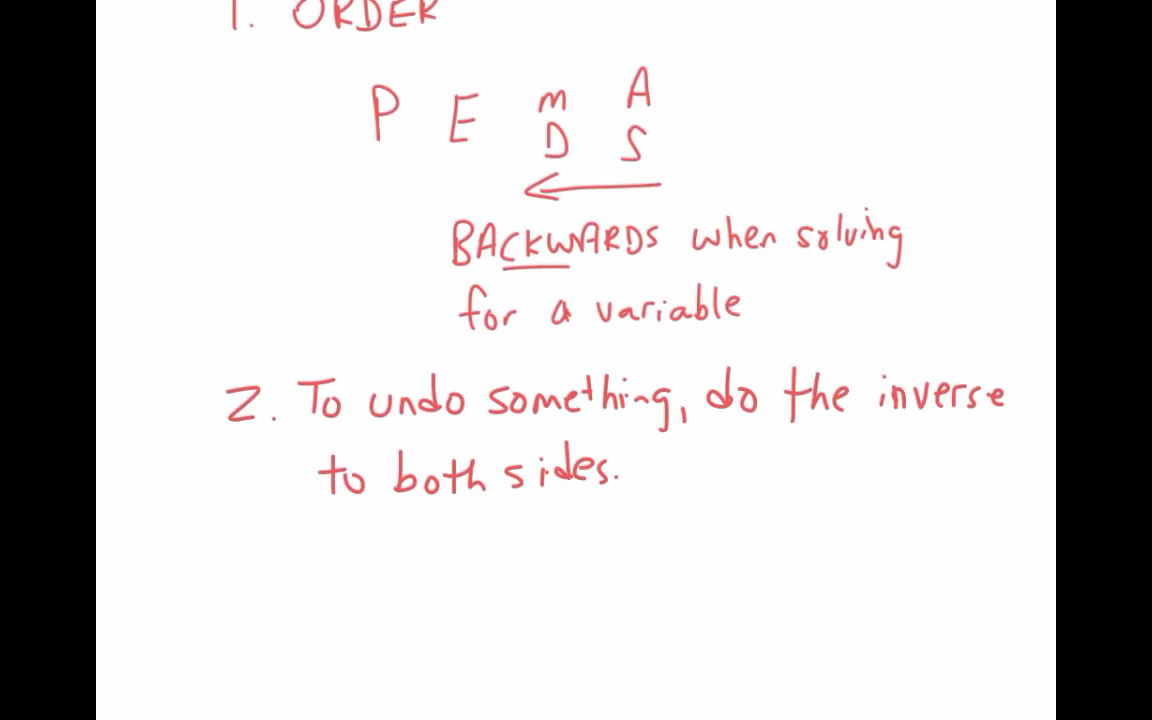 1. ORDER
P E M A
D S
BACKWARDS when solving
for a variable
2. To undo something, do the inverse
to both sides.